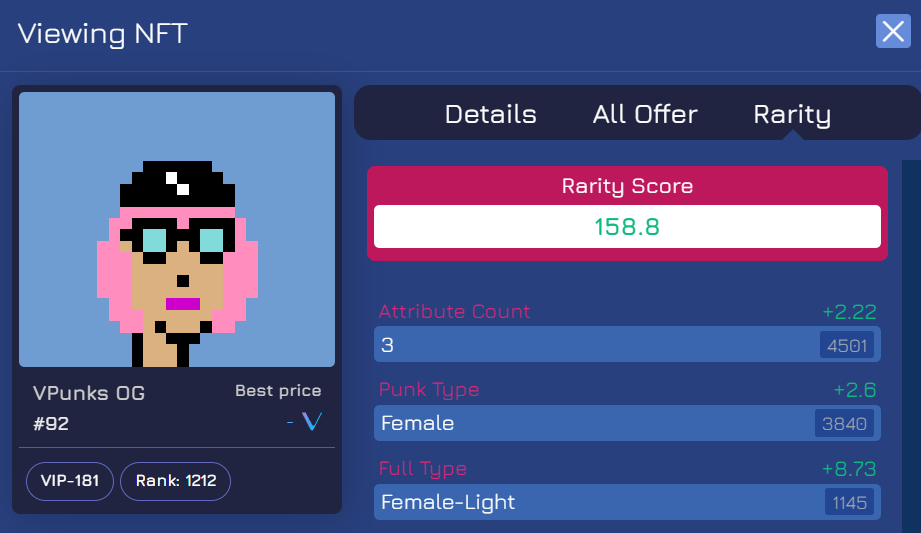 Viewing NFT
Details All Offer Rarity
Rarity Score
158.8
Attribute Count +2.22
3 4501
Punk Type +2.6
Female 3840
Full Type +8.73
Female-Light 1145
VPunks OG Best price
#92 -
VIP-181 Rank: 1212